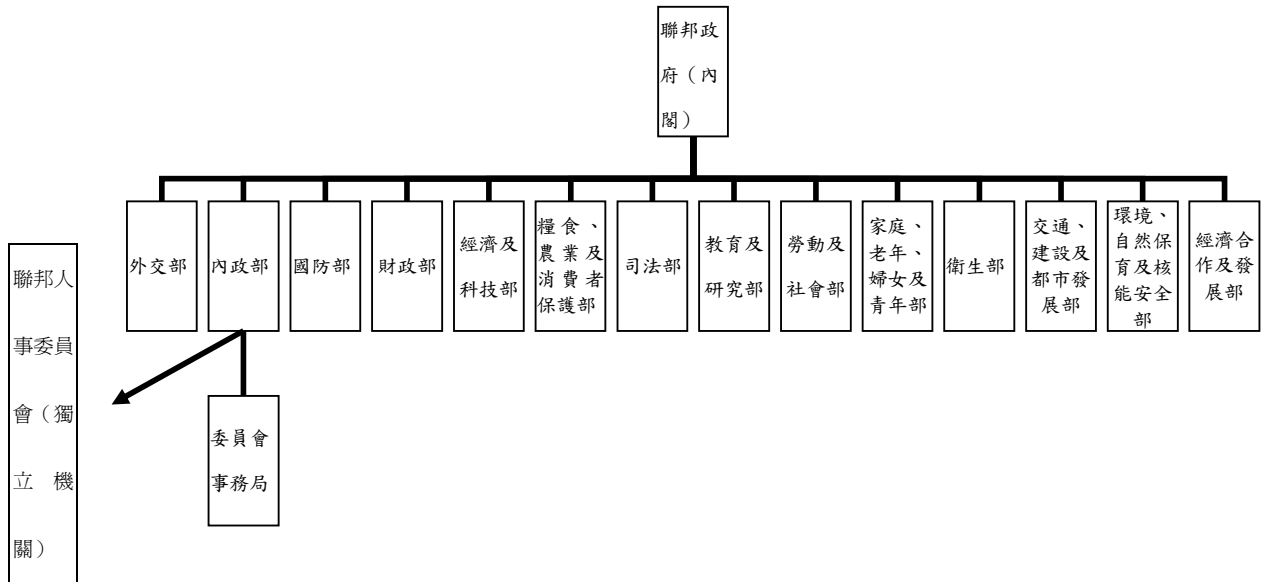 聯邦政
府（內
閣）
外交部
內政部
國防部
財政部
經濟及
科技部
糧食、
農業及
消費者
保護部
司法部
教育及
研究部
勞動及
社會部
家庭、
老年、
婦女及
青年部
衛生部
交通、
建設及
都市發
展部
環境、
自然保
育及核
能安全
部
經濟合
作及發
展部
聯邦人
事委員
會（獨
立機
關）
委員會
事務局